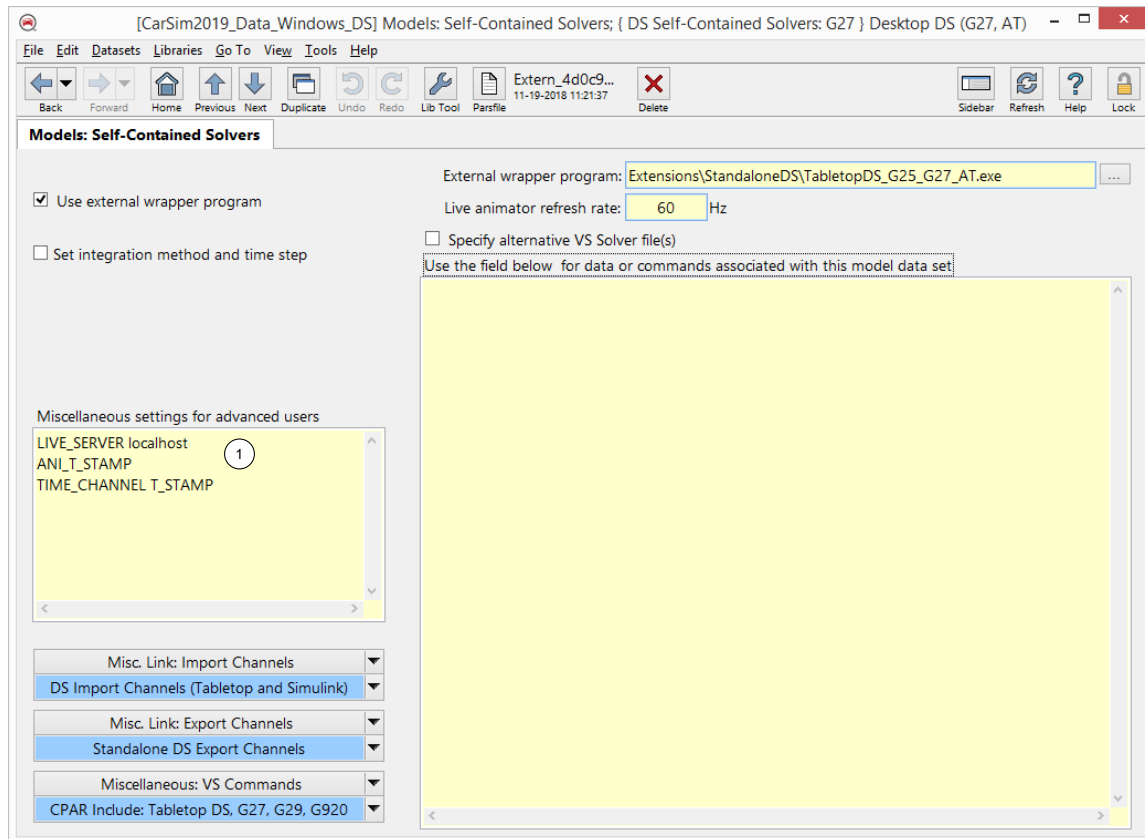 [CarSim2019_Data_Windows_DS] Models: Self-Contained Solvers; { DS Self-Contained Solvers: G27 } Desktop DS (G27, AT)
File Edit Datasets Libraries Go To View Tools Help
Back Forward Home Previous Next Duplicate Undo Redo Lib Tool Parsfile Extern_4d0c9... 11-19-2018 11:21:37 Delete Sidebar Refresh Help Lock
Models: Self-Contained Solvers
External wrapper program: Extensions\StandaloneDS\TabletopDS_G25_G27_AT.exe ...
Use external wrapper program
Live animator refresh rate: 60 Hz
Specify alternative VS Solver file(s)
Set integration method and time step
Use the field below for data or commands associated with this model data set
Miscellaneous settings for advanced users
LIVE_SERVER localhost
1
ANI_T_STAMP
TIME_CHANNEL T_STAMP
Misc. Link: Import Channels
DS Import Channels (Tabletop and Simulink)
Misc. Link: Export Channels
Standalone DS Export Channels
Miscellaneous: VS Commands
CPAR Include: Tabletop DS, G27, G29, G920